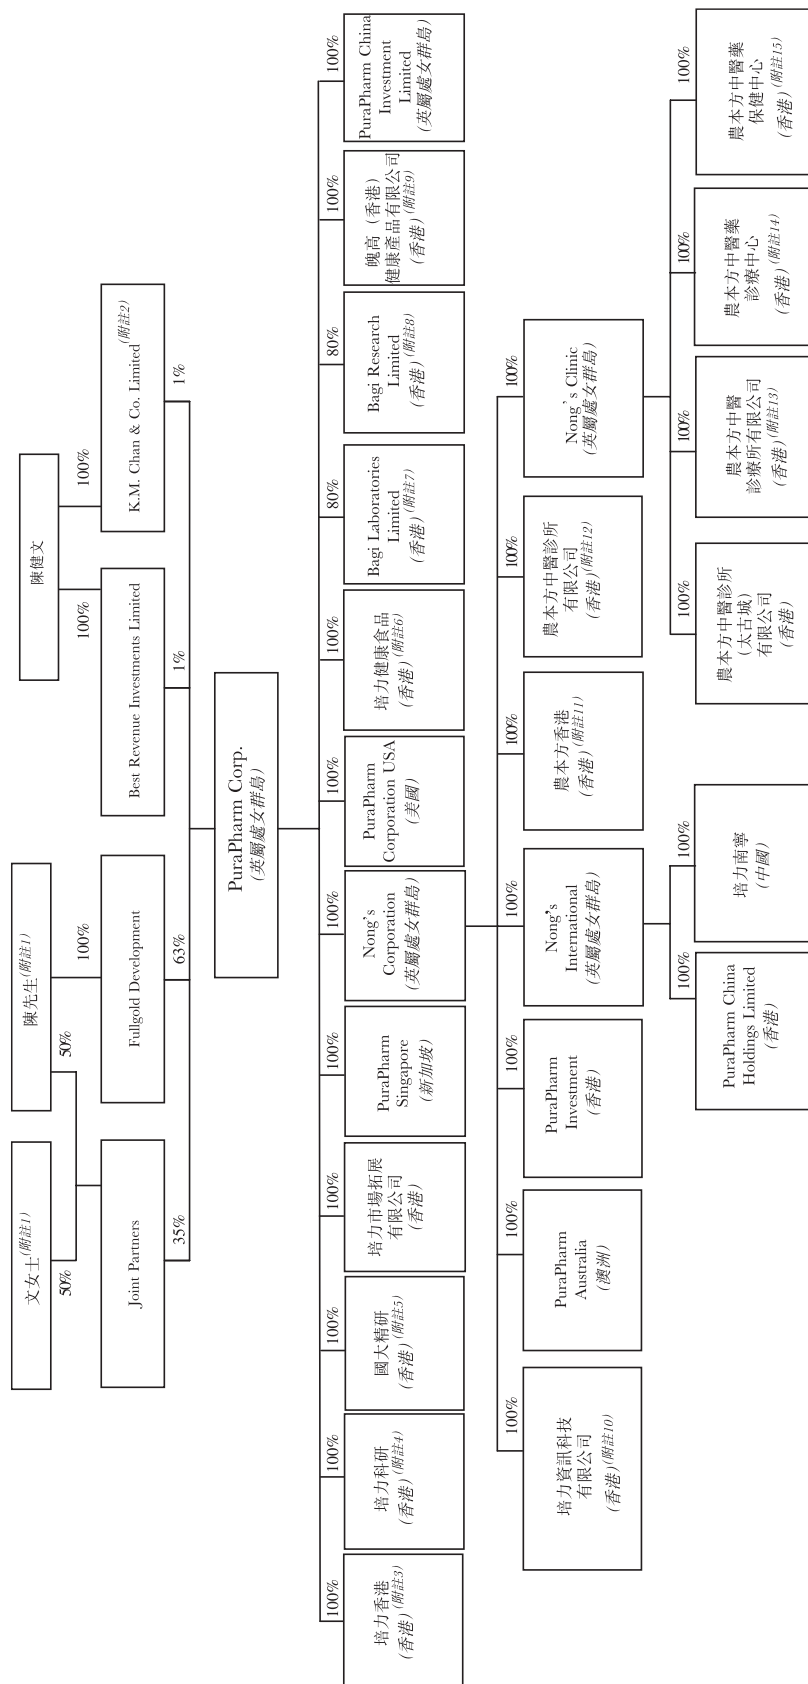 文女士(附註1)
陳先生(附註1)
陳健文
50%
50%
100%
100%
100%
Joint Partners
Fullgold Development
Best Revenue Investments Limited
K.M. Chan & Co. Limited(附註2)
35%
63%
1%
1%
PuraPharm Corp.
(英屬處女群島)
100%
100%
100%
100%
100%
100%
100%
100%
80%
80%
100%
100%
培力香港
(香港)(附註3)
培力科研
(香港)(附註4)
國大精研
(香港)(附註5)
培力市場拓展
有限公司
(香港)
PuraPharm
Singapore
(新加坡)
Nong's
Corporation
(英屬處女群島)
PuraPharm
Corporation USA
(美國)
培力健康食品
(香港)(附註6)
Bagi Laboratories
Limited
(香港)(附註7)
Bagi Research
Limited
(香港)(附註8)
魄高（香港）
健康產品有限公司
(香港)(附註9)
PuraPharm China
Investment
Limited
(英屬處女群島)
100%
100%
100%
100%
100%
100%
100%
培力資訊科技
有限公司
(香港)(附註10)
PuraPharm
Australia
(澳洲)
PuraPharm
Investment
(香港)
Nong's
International
(英屬處女群島)
農本方香港
(香港)(附註11)
農本方中醫診所
有限公司
(香港)(附註12)
Nong's Clinic
(英屬處女群島)
100%
100%
100%
100%
100%
100%
PuraPharm China
Holdings Limited
(香港)
培力南寧
(中國)
農本方中醫診所
(太古城)
有限公司
(香港)
農本方中醫
診療所有限公司
(香港)(附註13)
農本方中醫藥
診療中心
(香港)(附註14)
農本方中醫藥
保健中心
(香港)(附註15)